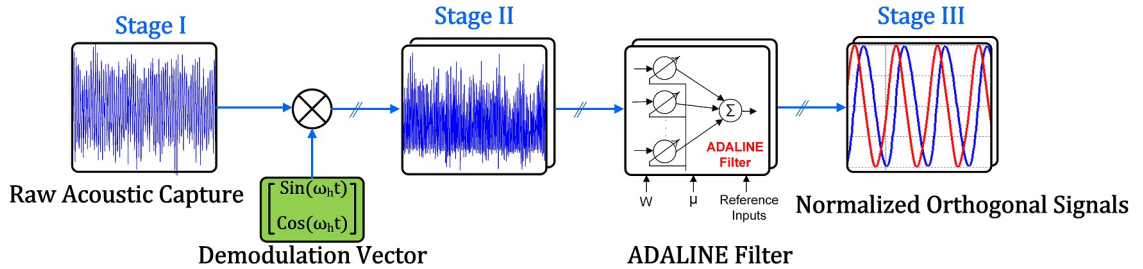 Stage I
Stage II
Stage III
Σ
ADALINE
Filter
Raw Acoustic Capture
Sin(ωht)
Cos(ωht)
W
μ
Reference
Inputs
Normalized Orthogonal Signals
Demodulation Vector
ADALINE Filter